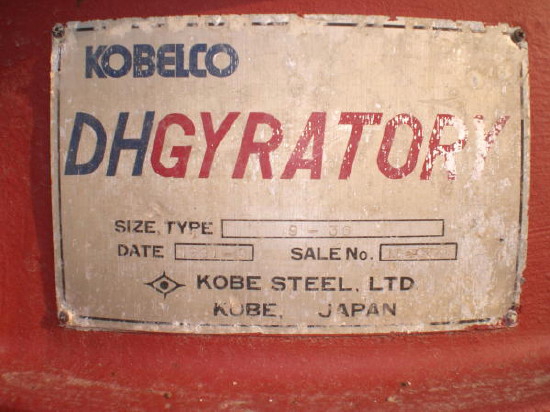 KOBELCO
DHGYRATORY
SIZE, TYPE
DATE SALE No.
KOBE STEEL, LTD
KOBE, JAPAN